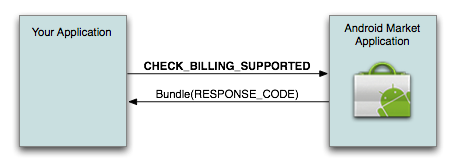 Your Application
Android Market
Application
CHECK_BILLING_SUPPORTED
Bundle(RESPONSE_CODE)